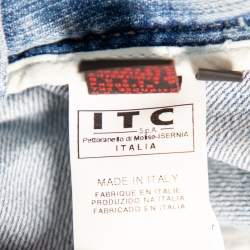 ITC
S.p.A.
Pettoranello di Molise-ISERNIA
ITALIA
MADE IN ITALY
FABRIQUE EN ITALIE
PRODUZIDO NA ITALIA
FABRICADO EN ITALIA